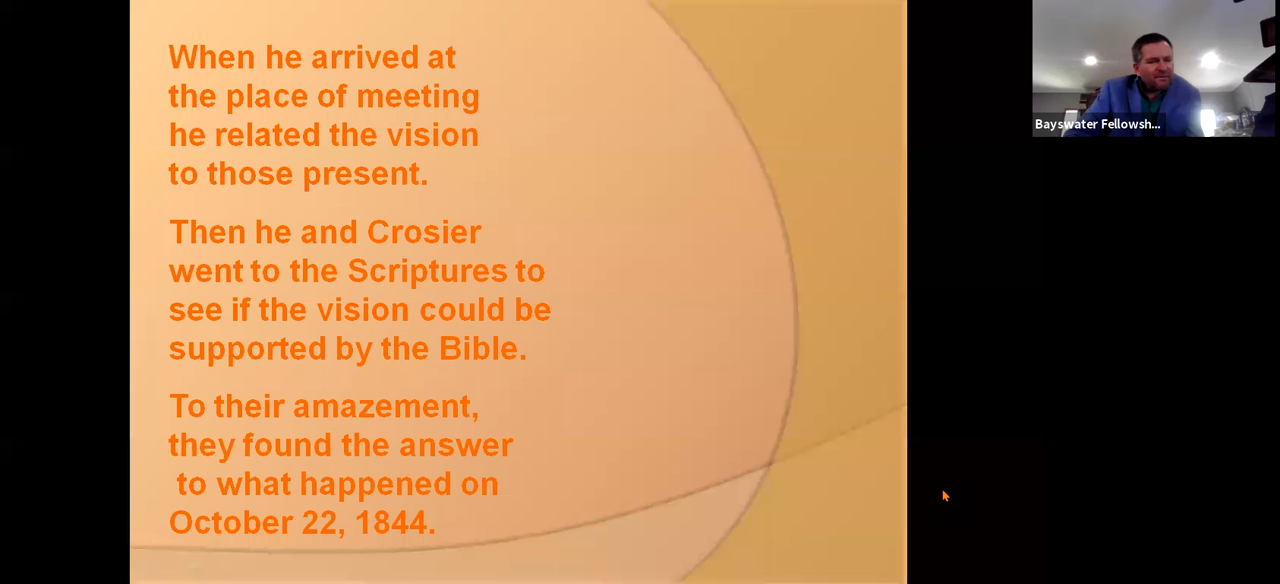 When he arrived at
the place of meeting
he related the vision
to those present.
Then he and Crosier
went to the Scriptures to
see if the vision could be
supported by the Bible.
To their amazement,
they found the answer
to what happened on
October 22, 1844.
Bayswater Fellowsh...